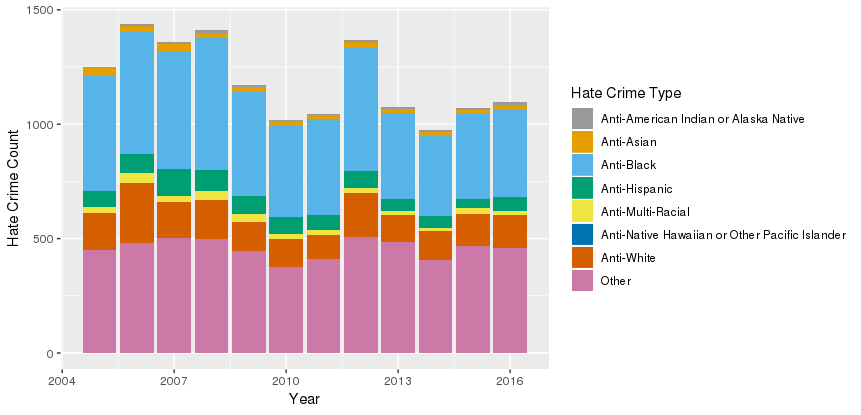 1500
1000
500
0
2004
2007
2010
2013
2016
Year
Hate Crime Count
Hate Crime Type
Anti-American Indian or Alaska Native
Anti-Asian
Anti-Black
Anti-Hispanic
Anti-Multi-Racial
Anti-Native Hawaiian or Other Pacific Islander
Anti-White
Other